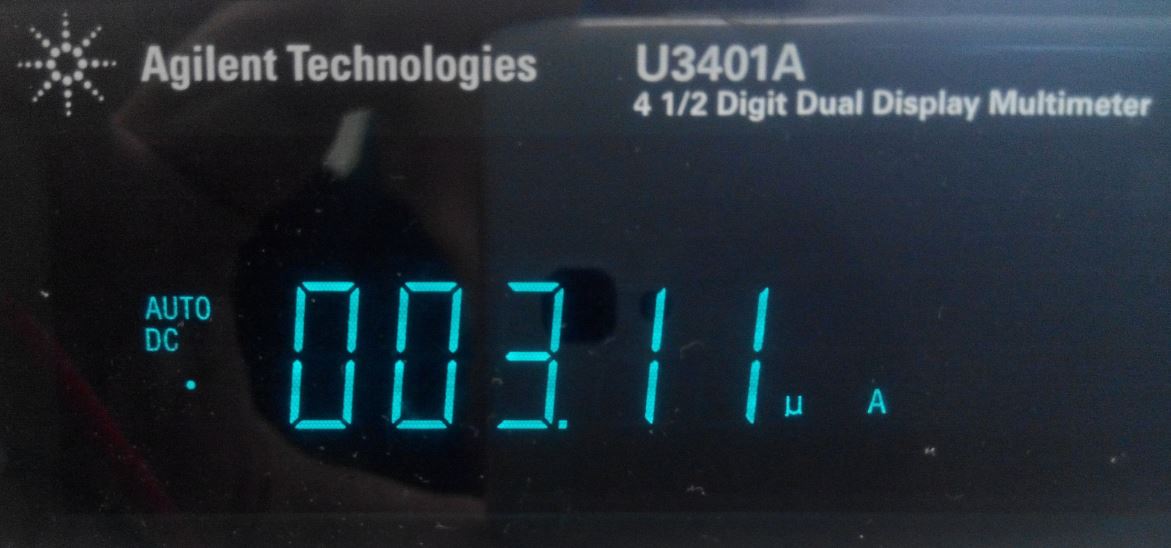 Agilent Technologies U3401A
4 1/2 Digit Dual Display Multimeter
AUTO
DC
003.11 µ A